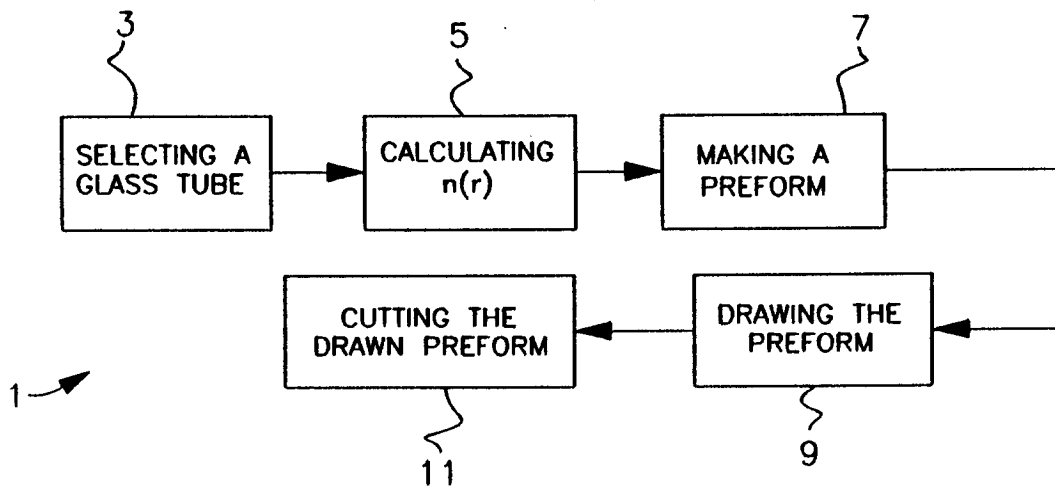 3
5
7
SELECTING A
GLASS TUBE
CALCULATING
n(r)
MAKING A
PREFORM
CUTTING THE
DRAWN PREFORM
DRAWING THE
PREFORM
1
11
9